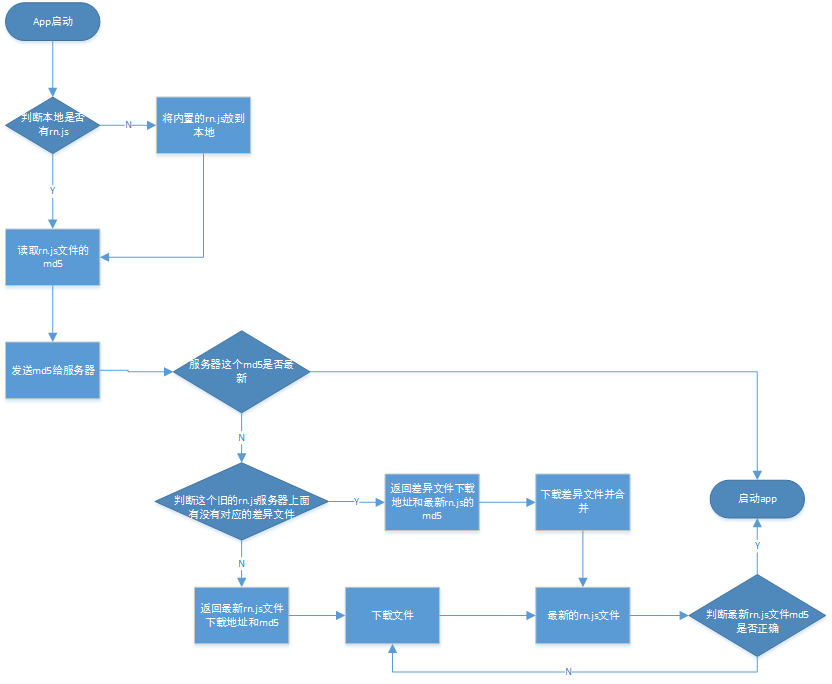 App启动
判断本地是否
有rn.js
N
将内置的rn.js放到
本地
Y
读取rn.js文件的
md5
发送md5给服务器
服务器这个md5是否最
新
N
判断这个旧的rn.js服务器上面
有没有对应的差异文件
Y
返回差异文件下载
地址和最新rn.js的
md5
下载差异文件并合
并
启动app
N
Y
返回最新rn.js文件
下载地址和md5
下载文件
最新的rn.js文件
判断最新rn.js文件md5
是否正确
N